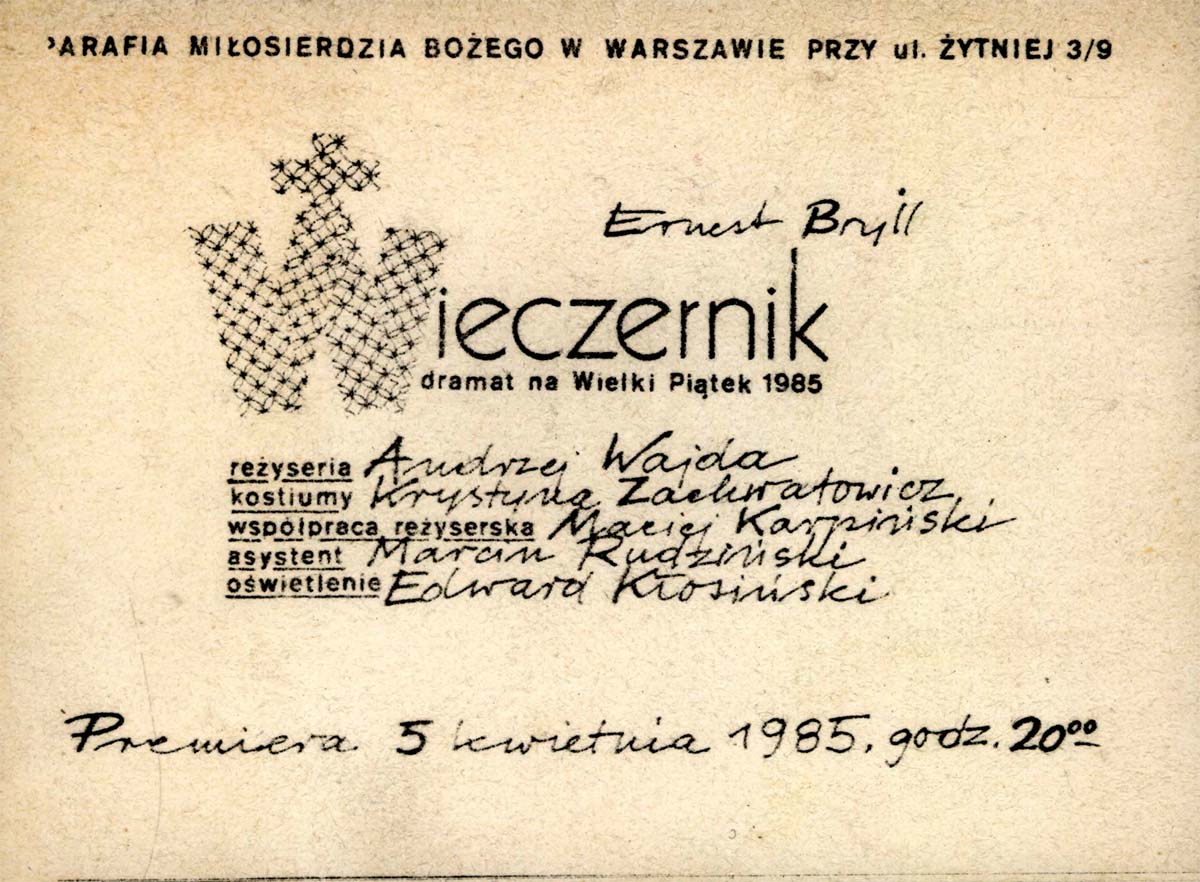 PARAFIA MIŁOSIERDZIA BOŻEGO W WARSZAWIE PRZY ul. ŻYTNIEJ 3/9
Ernest Bryll
Wieczernik
dramat na Wielki Piątek 1985
reżyseria Andrzej Wajda
kostiumy Krystyna Zachwatowicz
współpraca reżyserska Maciej Karpiński
asystent Marcin Rudziński
oświetlenie Edward Kłosiński
Premiera 5 kwietnia 1985, godz. 20⁰⁰